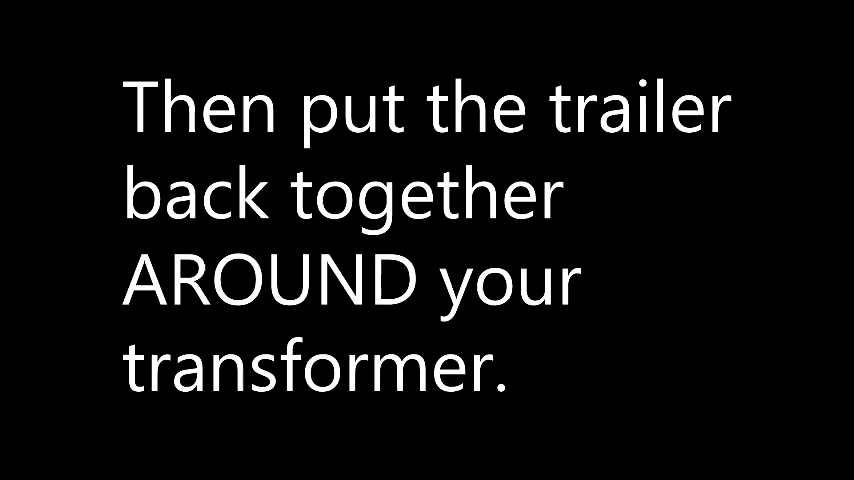 Then put the trailer
back together
AROUND your
transformer.